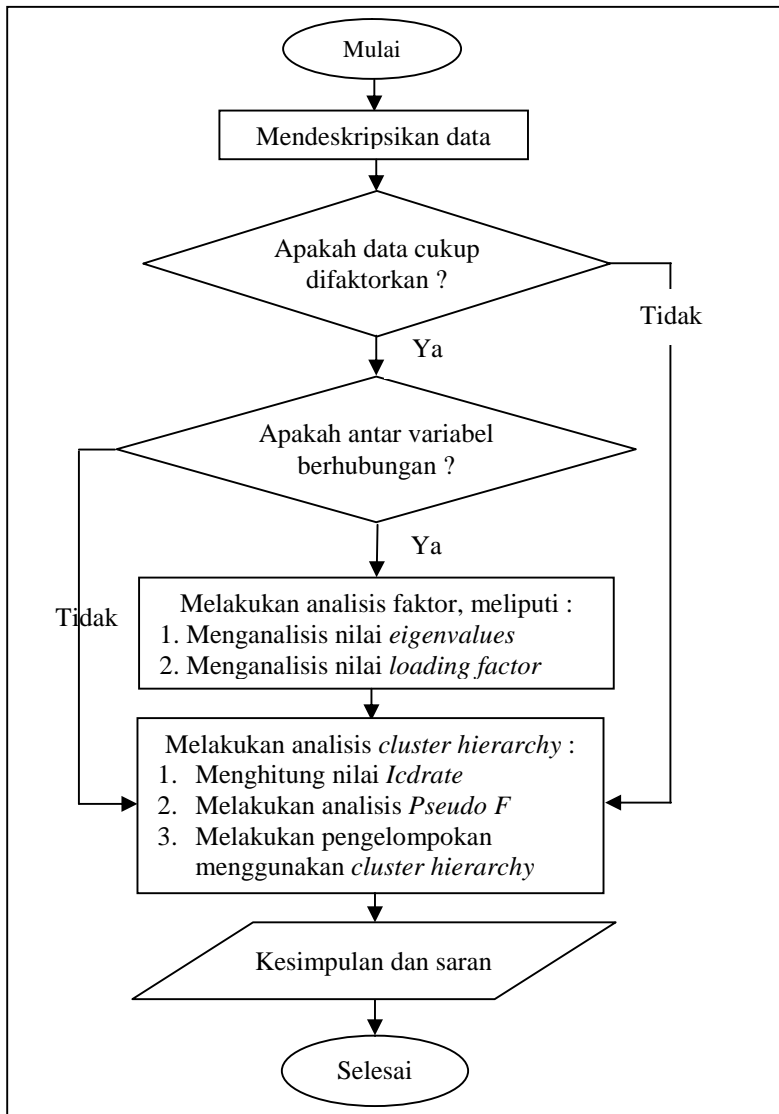 Mulai
Mendeskripsikan data
Apakah data cukup
difaktorkan ?
Tidak
Ya
Apakah antar variabel
berhubungan ?
Ya
Tidak
Melakukan analisis faktor, meliputi :
1. Menganalisis nilai eigenvalues
2. Menganalisis nilai loading factor
Melakukan analisis cluster hierarchy :
1. Menghitung nilai Icdrate
2. Melakukan analisis Pseudo F
3. Melakukan pengelompokan
menggunakan cluster hierarchy
Kesimpulan dan saran
Selesai